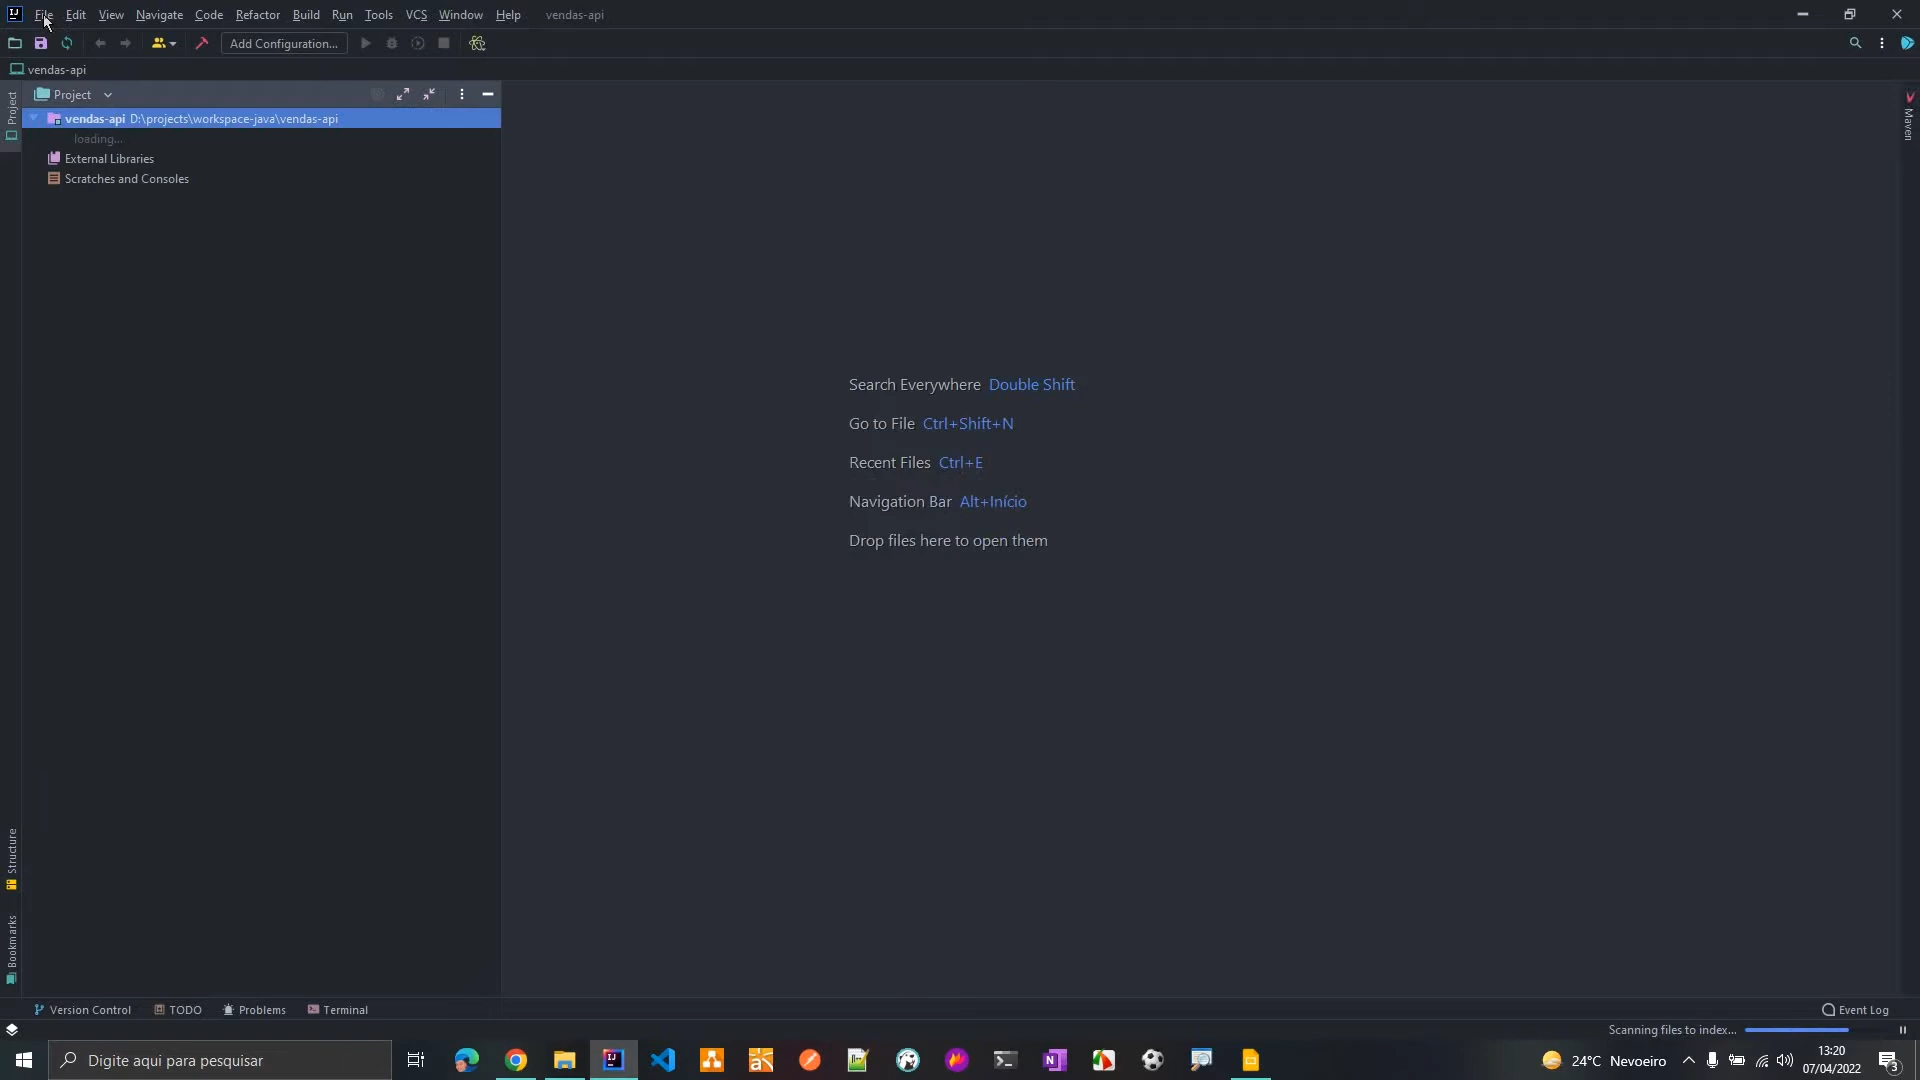 File Edit View Navigate Code Refactor Build Run Tools VCS Window Help vendas-api
Add Configuration...
vendas-api
Project
vendas-api D:\projects\workspace-java\vendas-api
loading...
External Libraries
Scratches and Consoles
Project
Maven
Search Everywhere Double Shift
Go to File Ctrl+Shift+N
Recent Files Ctrl+E
Navigation Bar Alt+Início
Drop files here to open them
Structure
Bookmarks
Version Control TODO Problems Terminal Event Log
Scanning files to index...
Digite aqui para pesquisar
24°C Nevoeiro
13:20
07/04/2022
3